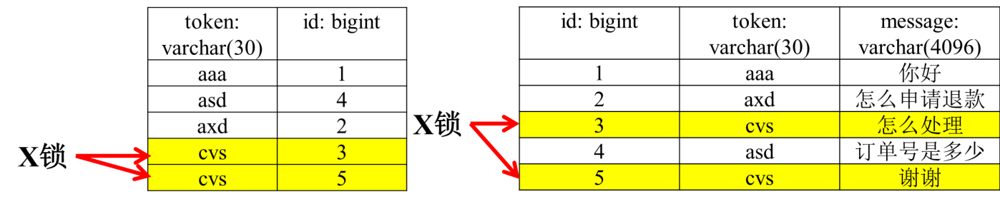 token: varchar(30) id: bigint
aaa 1
asd 4
axd 2
cvs 3
cvs 5
X锁
id: bigint token: varchar(30) message: varchar(4096)
1 aaa 你好
2 axd 怎么申请退款
3 cvs 怎么处理
4 asd 订单号是多少
5 cvs 谢谢
X锁